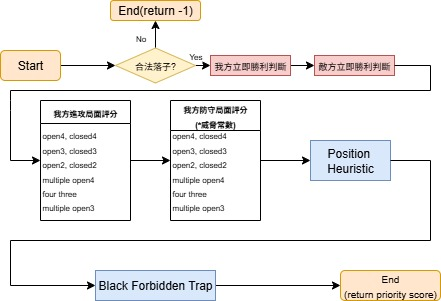 End(return -1)
No
Start
合法落子?
Yes
我方立即勝利判斷
敵方立即勝利判斷
我方進攻局面評分
open4, closed4
open3, closed3
open2, closed2
multiple open4
four three
multiple open3
我方防守局面評分
(*威脅常數)
open4, closed4
open3, closed3
open2, closed2
multiple open4
four three
multiple open3
Position
Heuristic
Black Forbidden Trap
End
(return priority score)